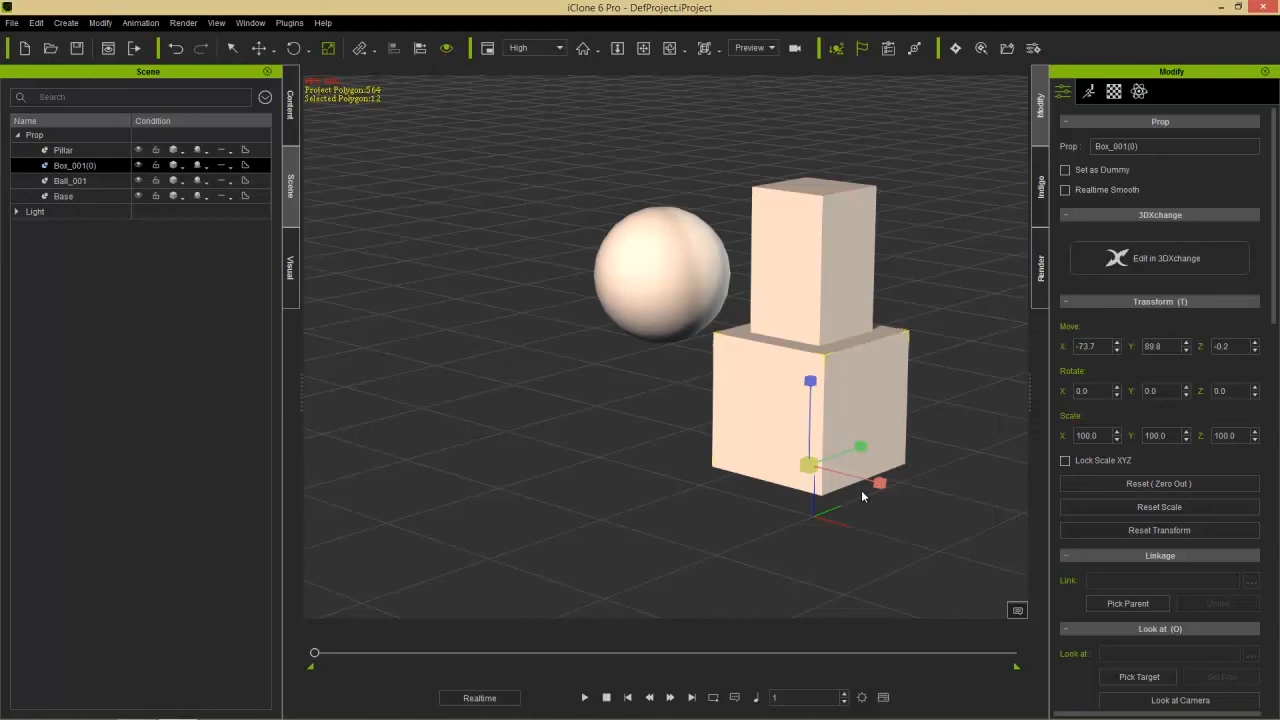 iClone 6 Pro - DefProject.iProject
File Edit Create Modify Animation Render View Window Plugins Help
High Preview
Scene
Search
Name Condition
Prop
Pillar
Box_001(0)
Ball_001
Base
Light
Content
Scene
Visual
Project Polygon:564
Selected Polygon:12
Realtime
1
Modify
Indigo
Render
Modify
Prop
Prop : Box_001(0)
Set as Dummy
Realtime Smooth
3DXchange
Edit in 3DXchange
Transform (T)
Move:
X: -73.7 Y: 89.8 Z: -0.2
Rotate:
X: 0.0 Y: 0.0 Z: 0.0
Scale:
X: 100.0 Y: 100.0 Z: 100.0
Lock Scale XYZ
Reset ( Zero Out )
Reset Scale
Reset Transform
Linkage
Link:
Pick Parent
Look at (O)
Look at :
Pick Target Set Free
Look at Camera